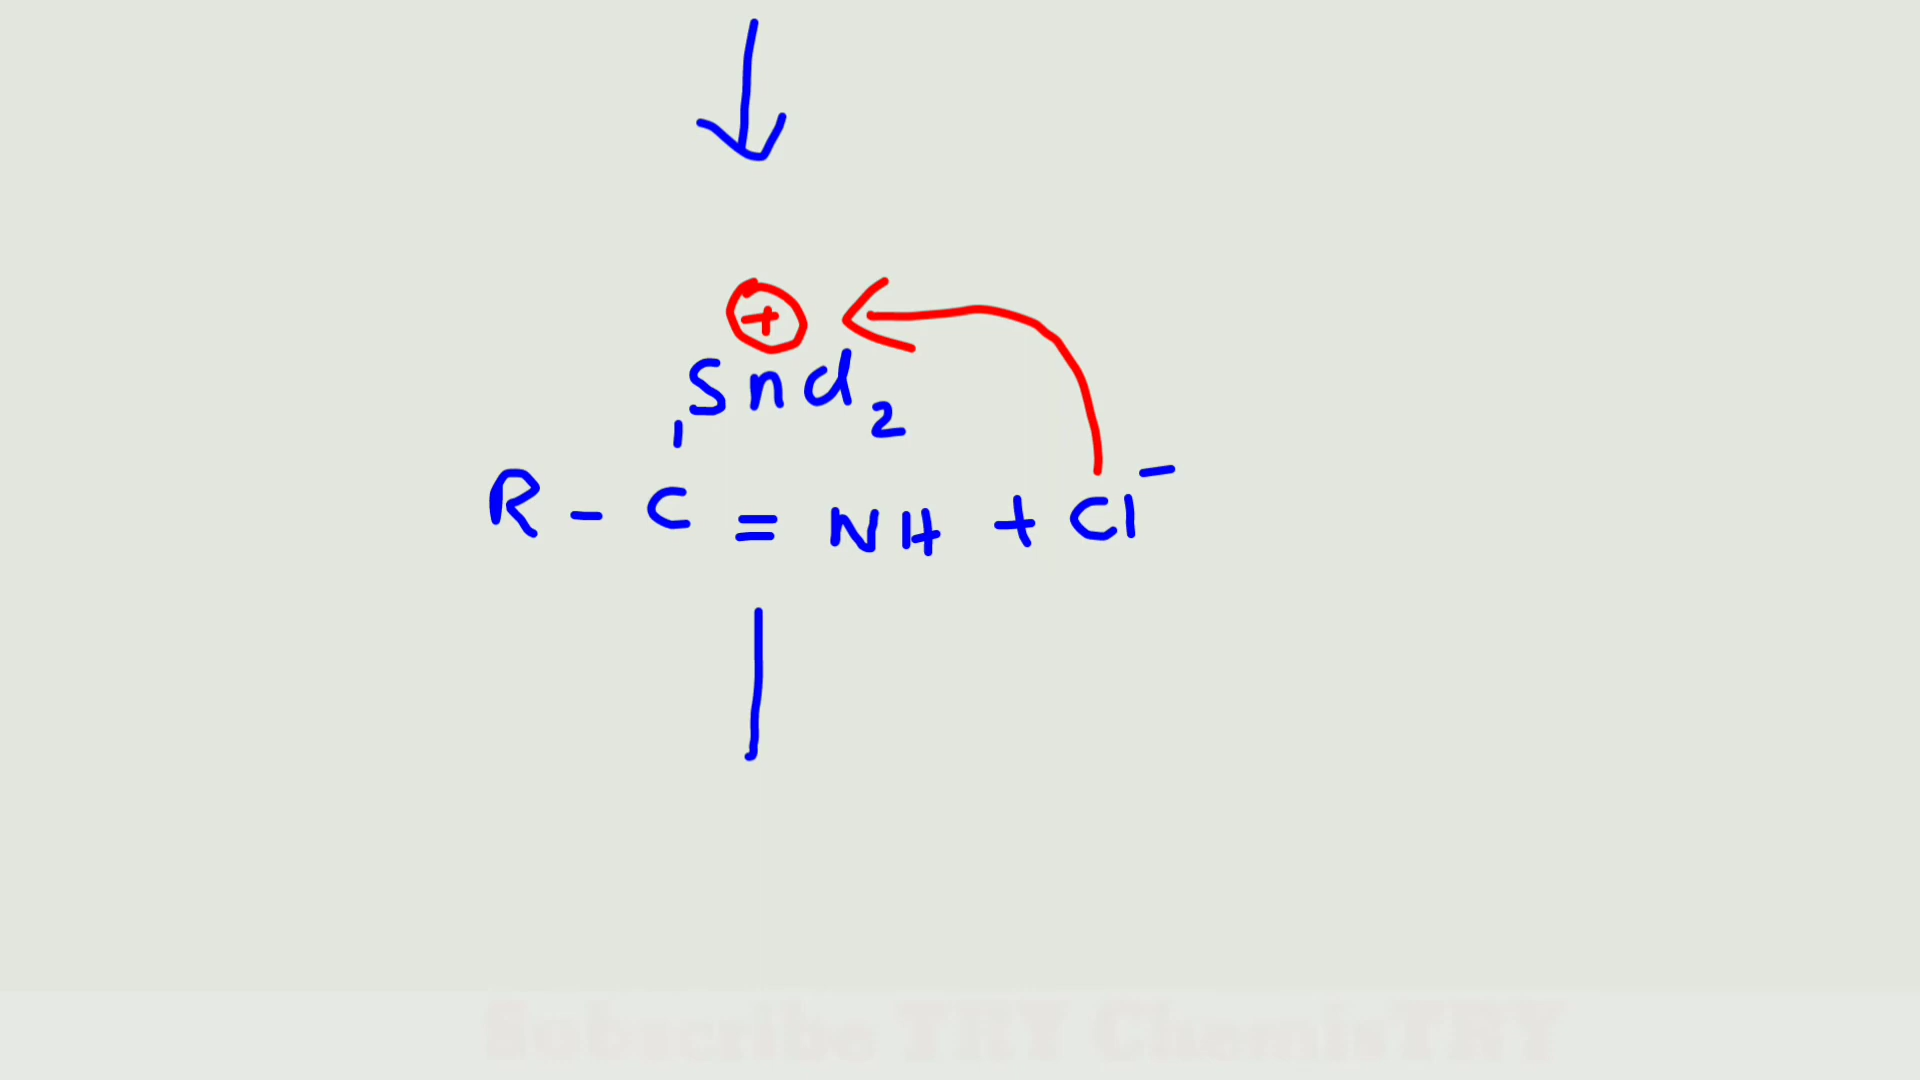 +
Sncl₂
R - C = NH + Cl⁻
Subscribe TRY ChemisTRY